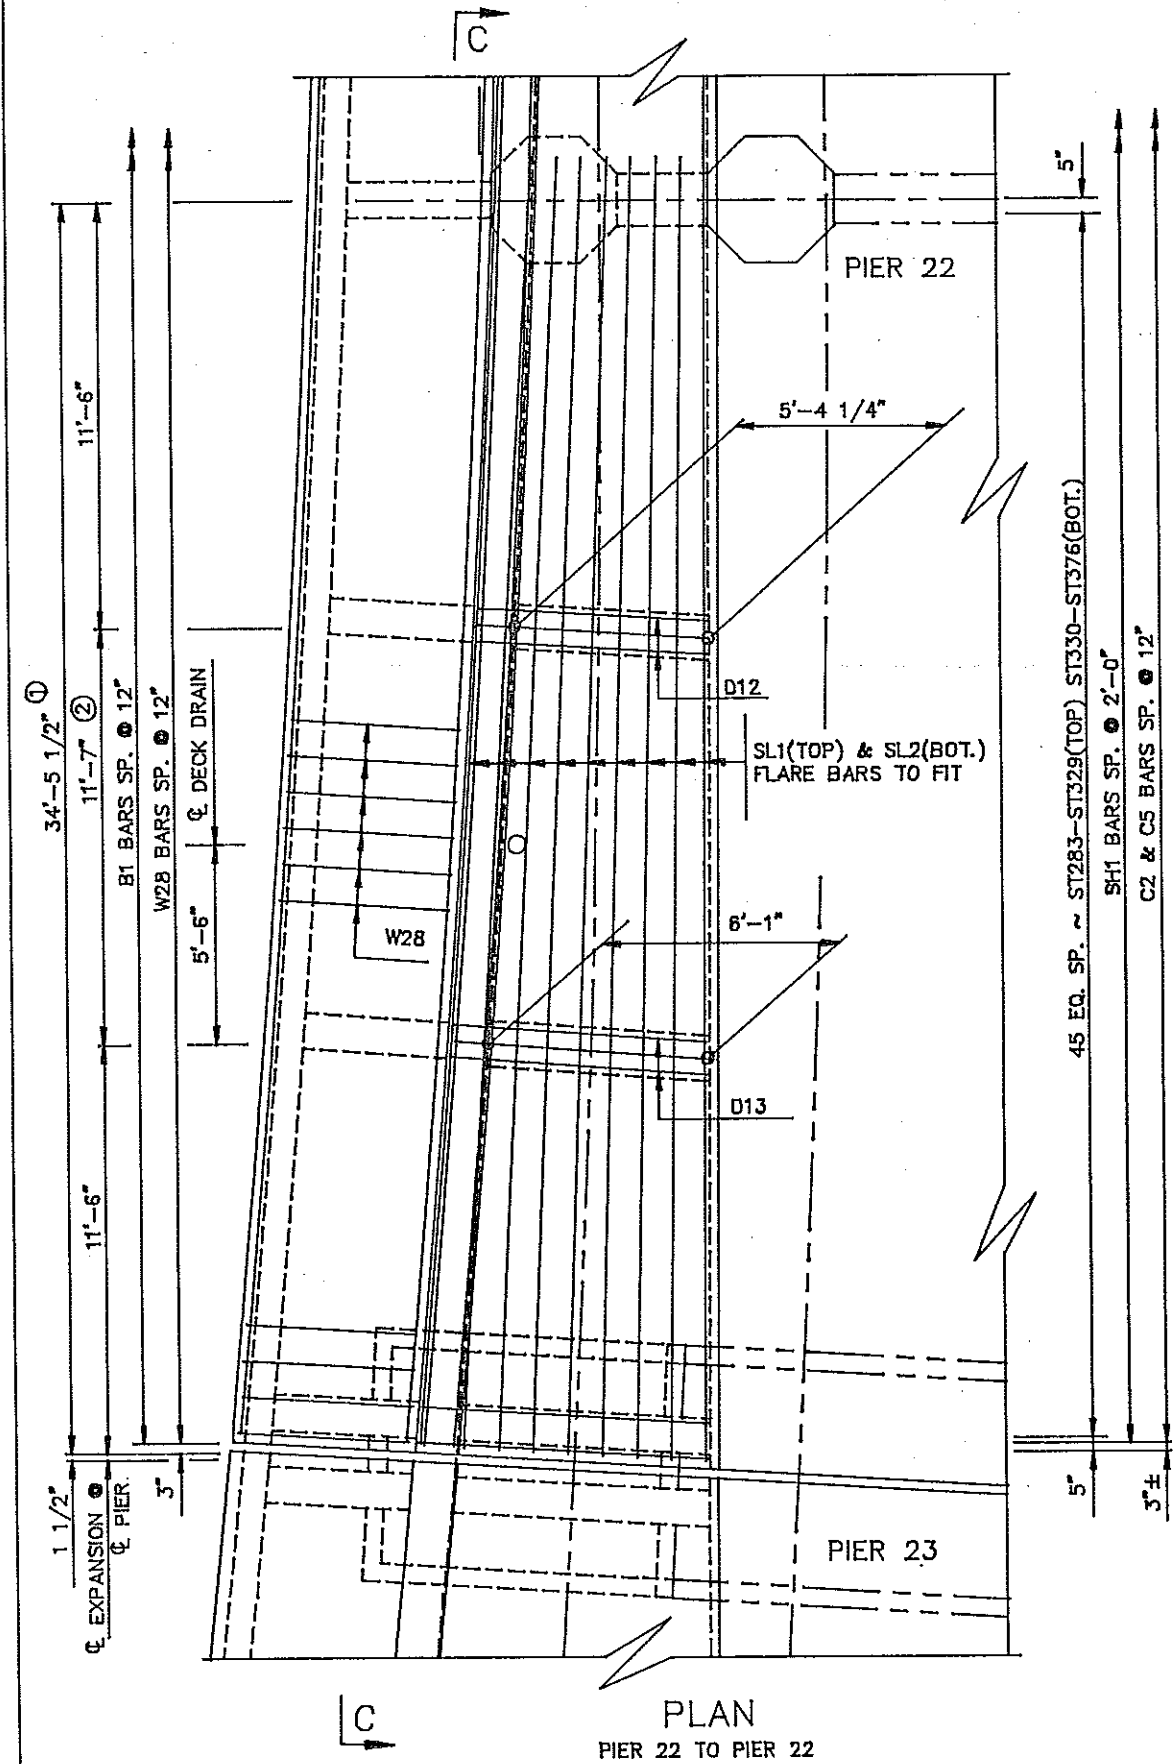 C
5"
PIER 22
11'-6"
5'-4 1/4"
34'-5 1/2" ①
11'-7" ②
B1 BARS SP. @ 12"
W28 BARS SP. @ 12"
℄ DECK DRAIN
D12
SL1(TOP) & SL2(BOT.)
FLARE BARS TO FIT
45 EQ. SP. ~ ST283-ST329(TOP) ST330-ST376(BOT.)
SH1 BARS SP. @ 2'-0"
C2 & C5 BARS SP. @ 12"
5'-6"
W28
6'-1"
D13
11'-6"
1 1/2"
℄ EXPANSION @
℄ PIER
3"
5"
3"±
PIER 23
C
PLAN
PIER 22 TO PIER 22